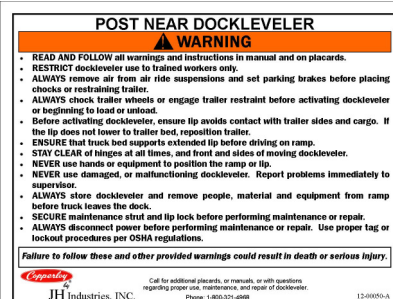 POST NEAR DOCKLEVELER
WARNING
• READ AND FOLLOW all warnings and instructions in manual and on placards.
• RESTRICT dockleveler use to trained workers only.
• ALWAYS remove air from air ride suspensions and set parking brakes before placing
chocks or restraining trailer.
• ALWAYS chock trailer wheels or engage trailer restraint before activating dockleveler
or beginning to load or unload.
• Before activating dockleveler, ensure lip avoids contact with trailer sides and cargo. If
the lip does not lower to trailer bed, reposition trailer.
• ENSURE that truck bed supports extended lip before driving on ramp.
• STAY CLEAR of hinges at all times, and front and sides of moving dockleveler.
• NEVER use hands or equipment to position the ramp or lip.
• NEVER use damaged, or malfunctioning dockleveler. Report problems immediately to
supervisor.
• ALWAYS store dockleveler and remove people, material and equipment from ramp
before truck leaves the dock.
• SECURE maintenance strut and lip lock before performing maintenance or repair.
• ALWAYS disconnect power before performing maintenance or repair. Use proper tag or
lockout procedures per OSHA regulations.
Failure to follow these and other provided warnings could result in death or serious injury.
Copperloy
by
JH Industries, INC.
Call for additional placards, or manuals, or with questions
regarding proper use, maintenance, and repair of dockleveler.
Phone: 1-800-321-4968
12-00050-A